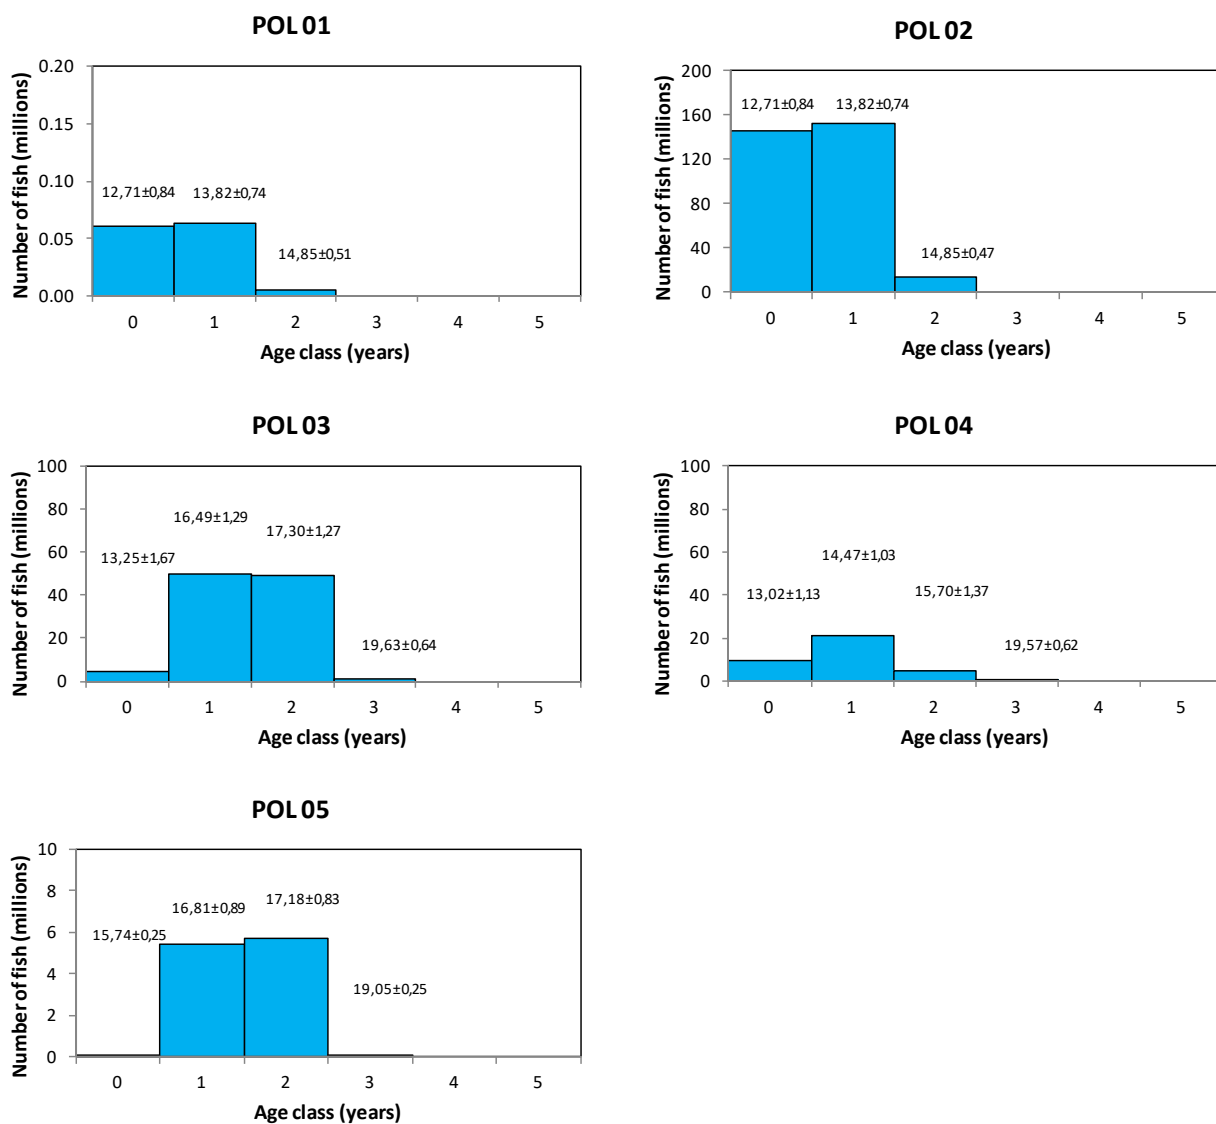 POL 01
Number of fish (millions)
0.20
0.15
0.10
0.05
0.00
12,71±0,84
13,82±0,74
14,85±0,51
0 1 2 3 4 5
Age class (years)
POL 02
Number of fish (millions)
200
160
120
80
40
0
12,71±0,84
13,82±0,74
14,85±0,47
0 1 2 3 4 5
Age class (years)
POL 03
Number of fish (millions)
100
80
60
40
20
0
13,25±1,67
16,49±1,29
17,30±1,27
19,63±0,64
0 1 2 3 4 5
Age class (years)
POL 04
Number of fish (millions)
100
80
60
40
20
0
13,02±1,13
14,47±1,03
15,70±1,37
19,57±0,62
0 1 2 3 4 5
Age class (years)
POL 05
Number of fish (millions)
10
8
6
4
2
0
15,74±0,25
16,81±0,89
17,18±0,83
19,05±0,25
0 1 2 3 4 5
Age class (years)